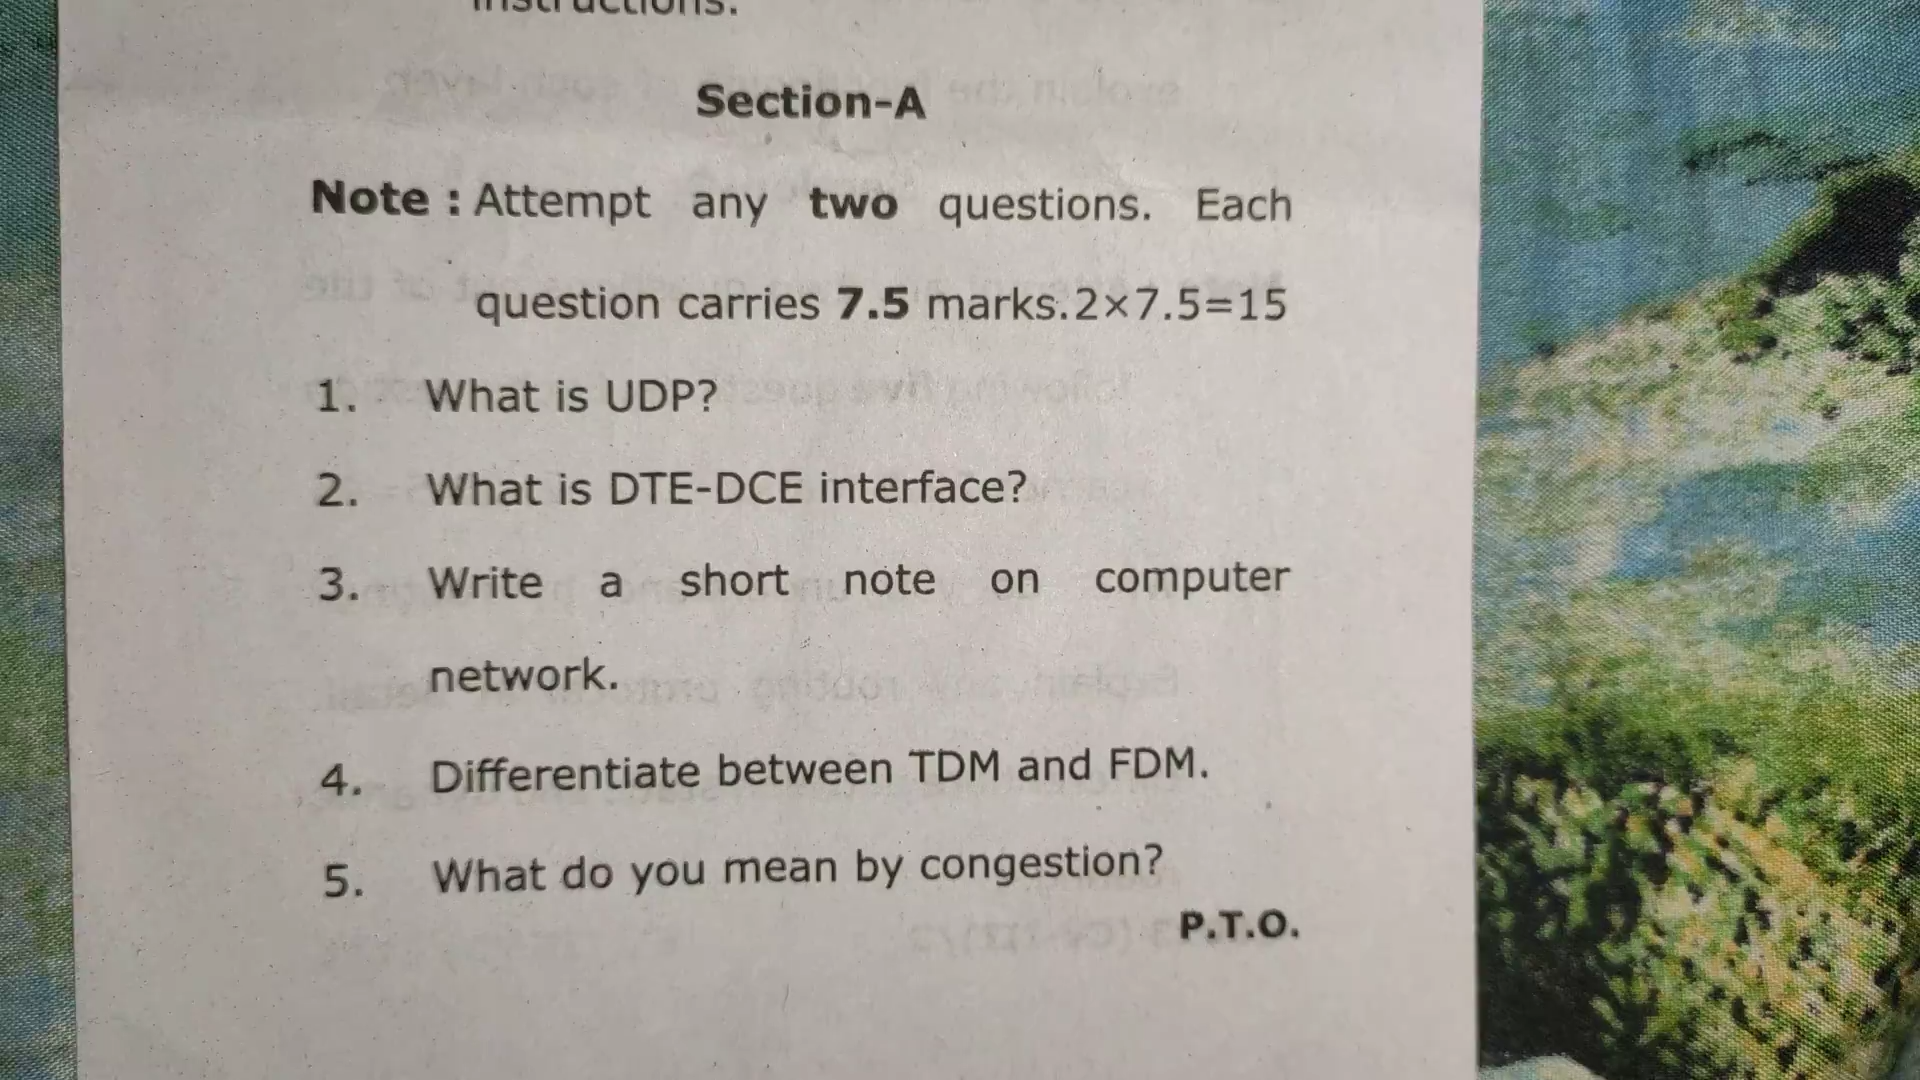 instructions.
Section-A
Note : Attempt any two questions. Each
question carries 7.5 marks. 2×7.5=15
1. What is UDP?
2. What is DTE-DCE interface?
3. Write a short note on computer
network.
4. Differentiate between TDM and FDM.
5. What do you mean by congestion?
P.T.O.